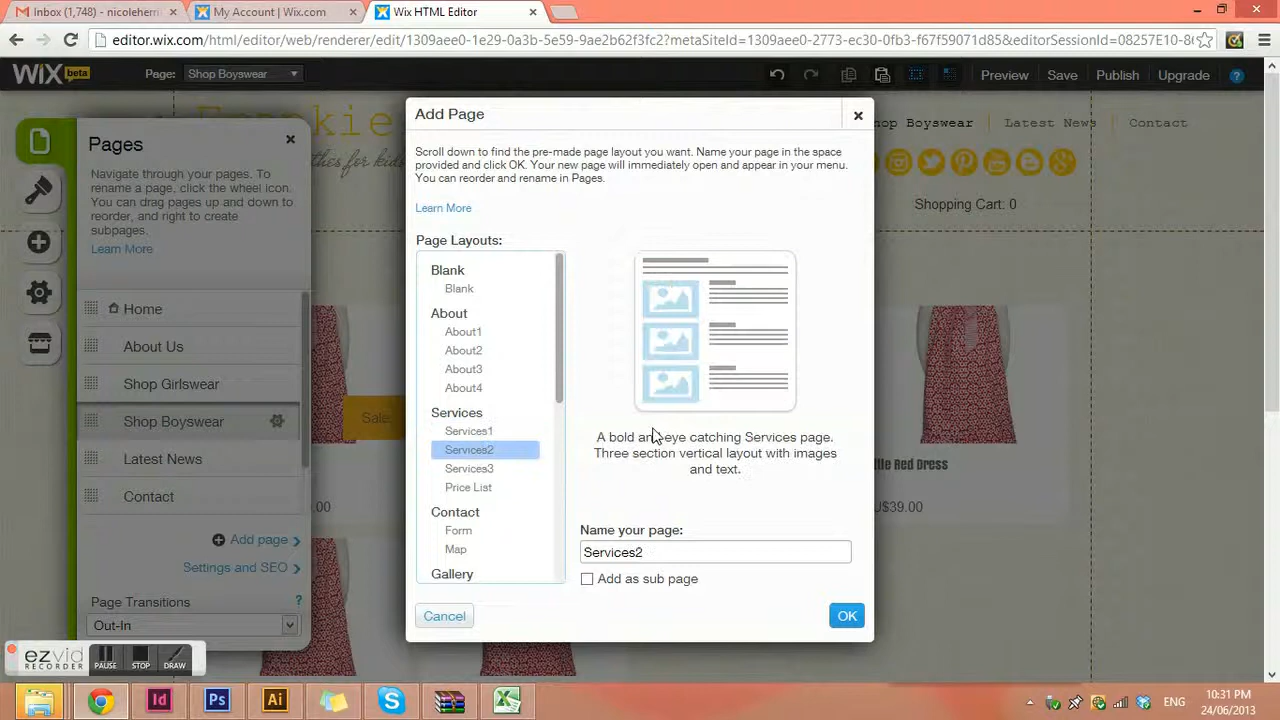 Inbox (1,748) - nicoleherri
My Account | Wix.com
Wix HTML Editor
editor.wix.com/html/editor/web/renderer/edit/1309aee0-1e29-0a3b-5e59-9ae2b62f3fc2?metaSiteId=1309aee0-2773-ec30-0fb3-f67f59071d85&editorSessionId=08257E10-8
WiX beta
Page: Shop Boyswear
Preview
Save
Publish
Upgrade
?
Add Page
Shop Boyswear
Latest News
Contact
Pages
Navigate through your pages. To
rename a page, click the wheel icon.
You can drag pages up and down to
reorder, and right to create
subpages.
Learn More
Scroll down to find the pre-made page layout you want. Name your page in the space
provided and click OK. Your new page will immediately open and appear in your menu.
You can reorder and rename in Pages.
Learn More
Shopping Cart: 0
Page Layouts:
Blank
Blank
About
About1
About2
About3
About4
Services
Services1
Services2
Services3
Price List
Contact
Form
Map
Gallery
A bold and eye catching Services page.
Three section vertical layout with images
and text.
Name your page:
Services2
Add as sub page
Cancel
OK
Home
About Us
Shop Girlswear
Shop Boyswear
Latest News
Contact
Add page
Settings and SEO
Page Transitions
?
Out-In
Sale:
.00
Red Dress
U$39.00
ezvid
RECORDER
PAUSE
STOP
DRAW
Id
Ps
Ai
ENG
10:31 PM
24/06/2013